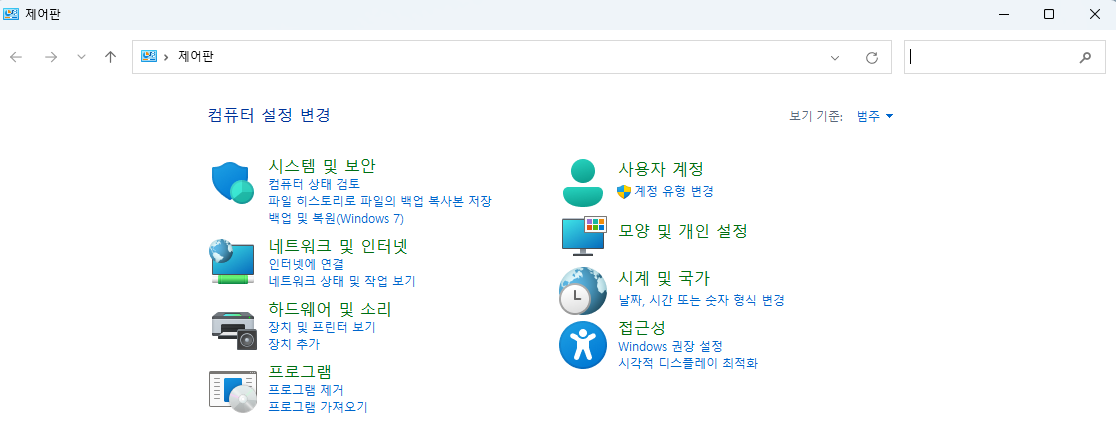 제어판
제어판
컴퓨터 설정 변경
보기 기준: 범주
시스템 및 보안
컴퓨터 상태 검토
파일 히스토리로 파일의 백업 복사본 저장
백업 및 복원(Windows 7)
네트워크 및 인터넷
인터넷에 연결
네트워크 상태 및 작업 보기
하드웨어 및 소리
장치 및 프린터 보기
장치 추가
프로그램
프로그램 제거
프로그램 가져오기
사용자 계정
계정 유형 변경
모양 및 개인 설정
시계 및 국가
날짜, 시간 또는 숫자 형식 변경
접근성
Windows 권장 설정
시각적 디스플레이 최적화